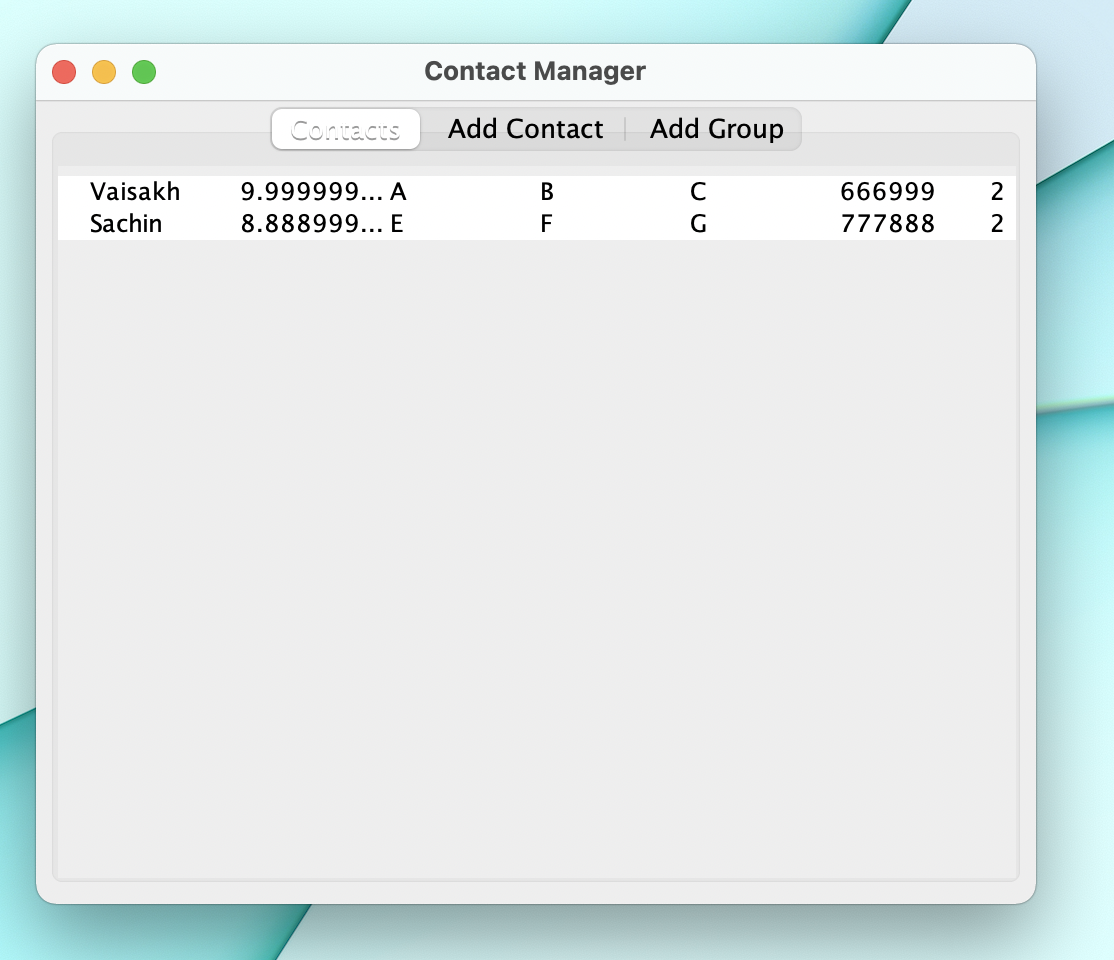 Contact Manager
Contacts Add Contact Add Group
Vaisakh 9.999999... A B C 666999 2
Sachin 8.888999... E F G 777888 2